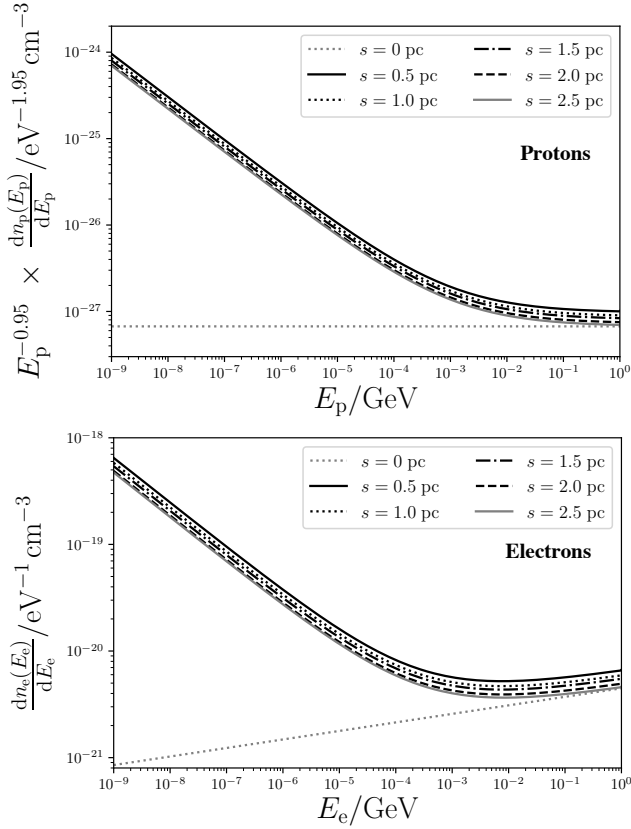 E_p^{-0.95} × dn_p(E_p)/dE_p /eV^{-1.95} cm^{-3}
10^{-24}
10^{-25}
10^{-26}
10^{-27}
s = 0 pc
s = 0.5 pc
s = 1.0 pc
s = 1.5 pc
s = 2.0 pc
s = 2.5 pc
Protons
10^{-9} 10^{-8} 10^{-7} 10^{-6} 10^{-5} 10^{-4} 10^{-3} 10^{-2} 10^{-1} 10^{0}
E_p/GeV
dn_e(E_e)/dE_e /eV^{-1} cm^{-3}
10^{-18}
10^{-19}
10^{-20}
10^{-21}
s = 0 pc
s = 0.5 pc
s = 1.0 pc
s = 1.5 pc
s = 2.0 pc
s = 2.5 pc
Electrons
10^{-9} 10^{-8} 10^{-7} 10^{-6} 10^{-5} 10^{-4} 10^{-3} 10^{-2} 10^{-1} 10^{0}
E_e/GeV